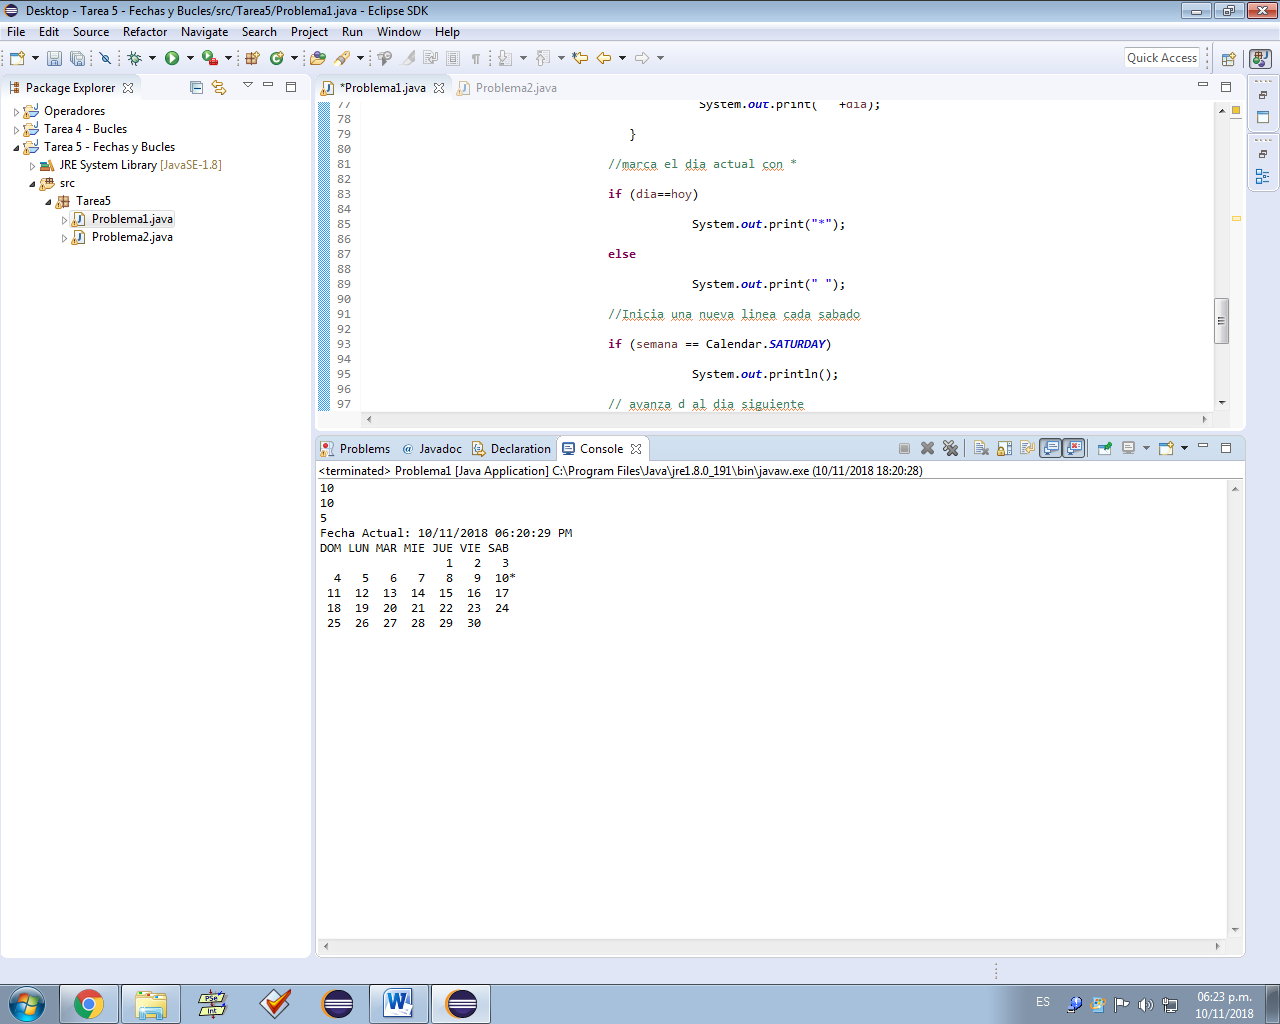 Desktop - Tarea 5 - Fechas y Bucles/src/Tarea5/Problema1.java - Eclipse SDK
File Edit Source Refactor Navigate Search Project Run Window Help
Quick Access
Package Explorer
Operadores
Tarea 4 - Bucles
Tarea 5 - Fechas y Bucles
JRE System Library [JavaSE-1.8]
src
Tarea5
Problema1.java
Problema2.java
*Problema1.java Problema2.java
77 System.out.print( +dia);
78
79 }
80
81 //marca el dia actual con *
82
83 if (dia==hoy)
84
85 System.out.print("*");
86
87 else
88
89 System.out.print(" ");
90
91 //Inicia una nueva linea cada sabado
92
93 if (semana == Calendar.SATURDAY)
94
95 System.out.println();
96
97 // avanza d al dia siguiente
Problems @ Javadoc Declaration Console
<terminated> Problema1 [Java Application] C:\Program Files\Java\jre1.8.0_191\bin\javaw.exe (10/11/2018 18:20:28)
10
10
5
Fecha Actual: 10/11/2018 06:20:29 PM
DOM LUN MAR MIE JUE VIE SAB
1 2 3
4 5 6 7 8 9 10*
11 12 13 14 15 16 17
18 19 20 21 22 23 24
25 26 27 28 29 30
PSe
Int
W
ES
06:23 p.m.
10/11/2018